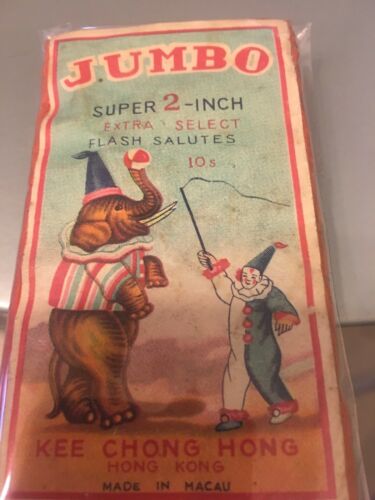 JUMBO
SUPER 2-INCH
EXTRA SELECT
FLASH SALUTES
10s
KEE CHONG HONG
HONG KONG
MADE IN MACAU